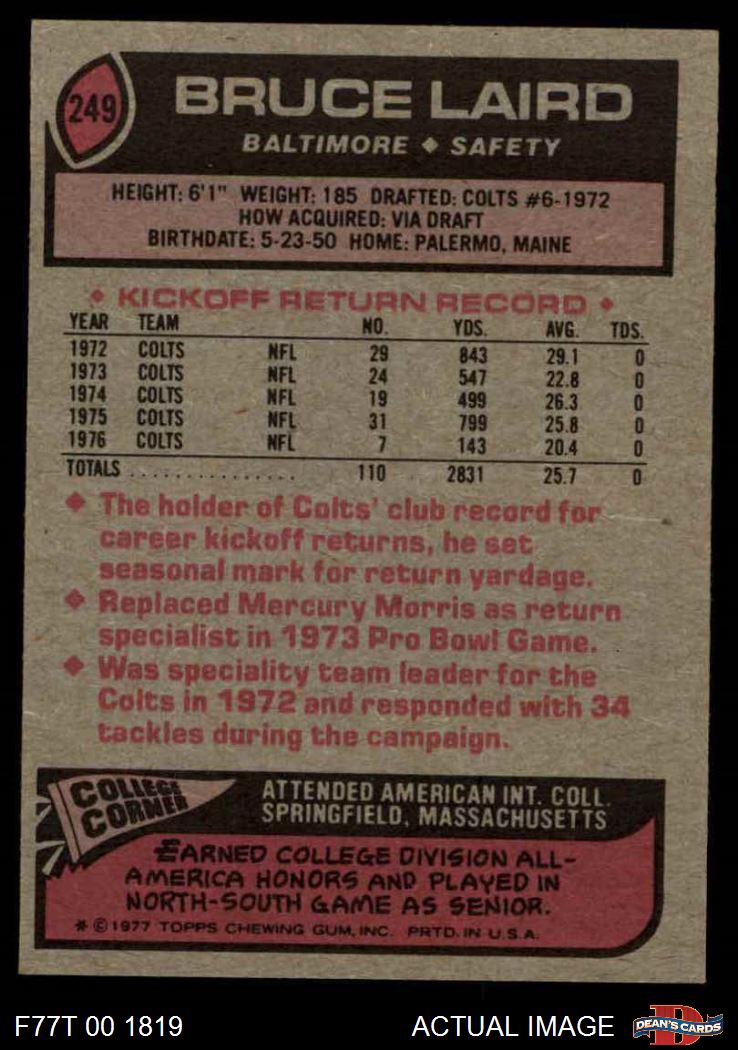 249
BRUCE LAIRD
BALTIMORE ◆ SAFETY
HEIGHT: 6'1" WEIGHT: 185 DRAFTED: COLTS #6-1972
HOW ACQUIRED: VIA DRAFT
BIRTHDATE: 5-23-50 HOME: PALERMO, MAINE
◆ KICKOFF RETURN RECORD ◆
YEAR TEAM NO. YDS. AVG. TDS.
1972 COLTS NFL 29 843 29.1 0
1973 COLTS NFL 24 547 22.8 0
1974 COLTS NFL 19 499 26.3 0
1975 COLTS NFL 31 799 25.8 0
1976 COLTS NFL 7 143 20.4 0
TOTALS ............... 110 2831 25.7 0
◆ The holder of Colts' club record for
career kickoff returns, he set
seasonal mark for return yardage.
◆ Replaced Mercury Morris as return
specialist in 1973 Pro Bowl Game.
◆ Was speciality team leader for the
Colts in 1972 and responded with 34
tackles during the campaign.
COLLEGE
CORNER
ATTENDED AMERICAN INT. COLL.
SPRINGFIELD, MASSACHUSETTS
EARNED COLLEGE DIVISION ALL-
AMERICA HONORS AND PLAYED IN
NORTH-SOUTH GAME AS SENIOR.
* © 1977 TOPPS CHEWING GUM, INC. PRTD. IN U.S.A.
F77T 00 1819 ACTUAL IMAGE
D
DEAN'S CARDS